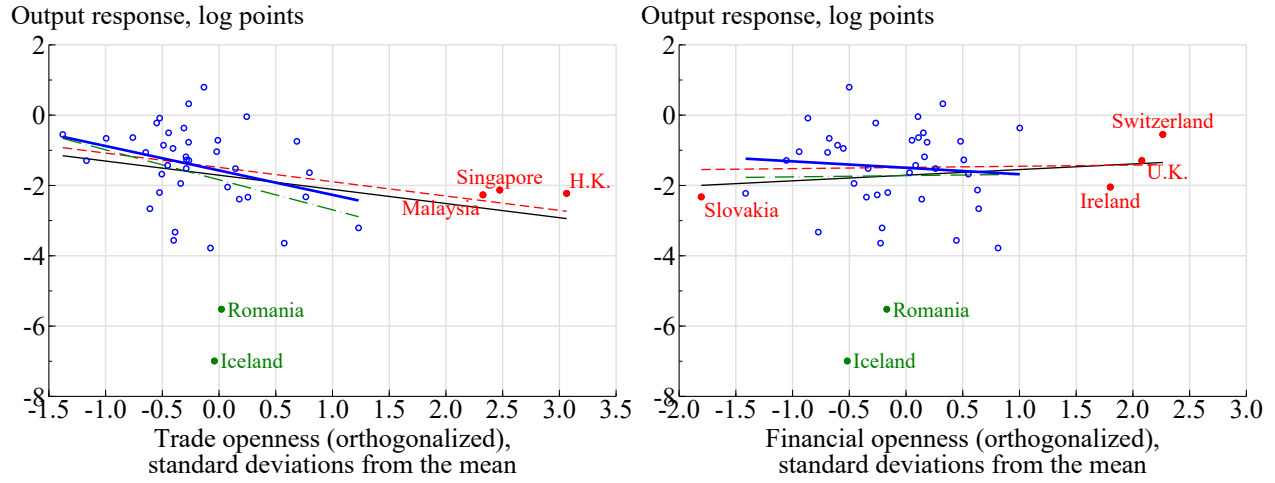 Output response, log points
2
0
-2
-4
-6
-8
Singapore
H.K.
Malaysia
Romania
Iceland
-1.5 -1.0 -0.5 0.0 0.5 1.0 1.5 2.0 2.5 3.0 3.5
Trade openness (orthogonalized),
standard deviations from the mean
Output response, log points
2
0
-2
-4
-6
-8
Switzerland
U.K.
Slovakia
Ireland
Romania
Iceland
-2.0 -1.5 -1.0 -0.5 0.0 0.5 1.0 1.5 2.0 2.5 3.0
Financial openness (orthogonalized),
standard deviations from the mean